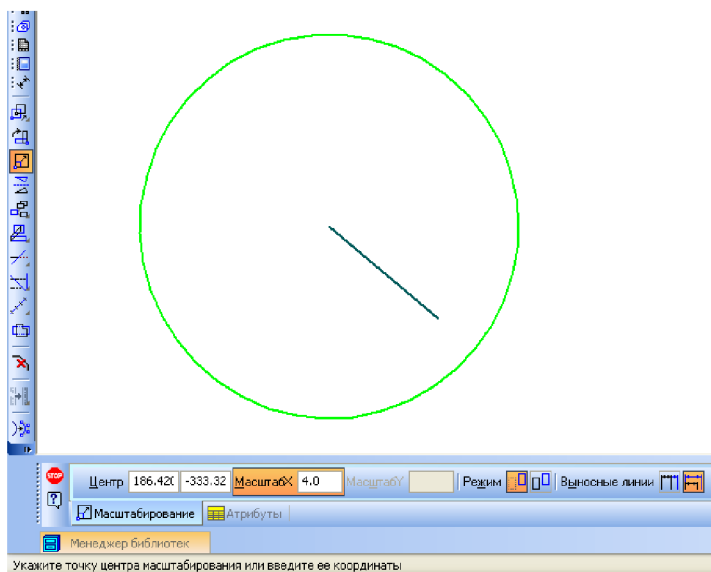 STOP Центр 186.420 -333.32 МасштабX 4.0 МасштабY Режим Выносные линии
?
Масштабирование Атрибуты
Менеджер библиотек
Укажите точку центра масштабирования или введите ее координаты